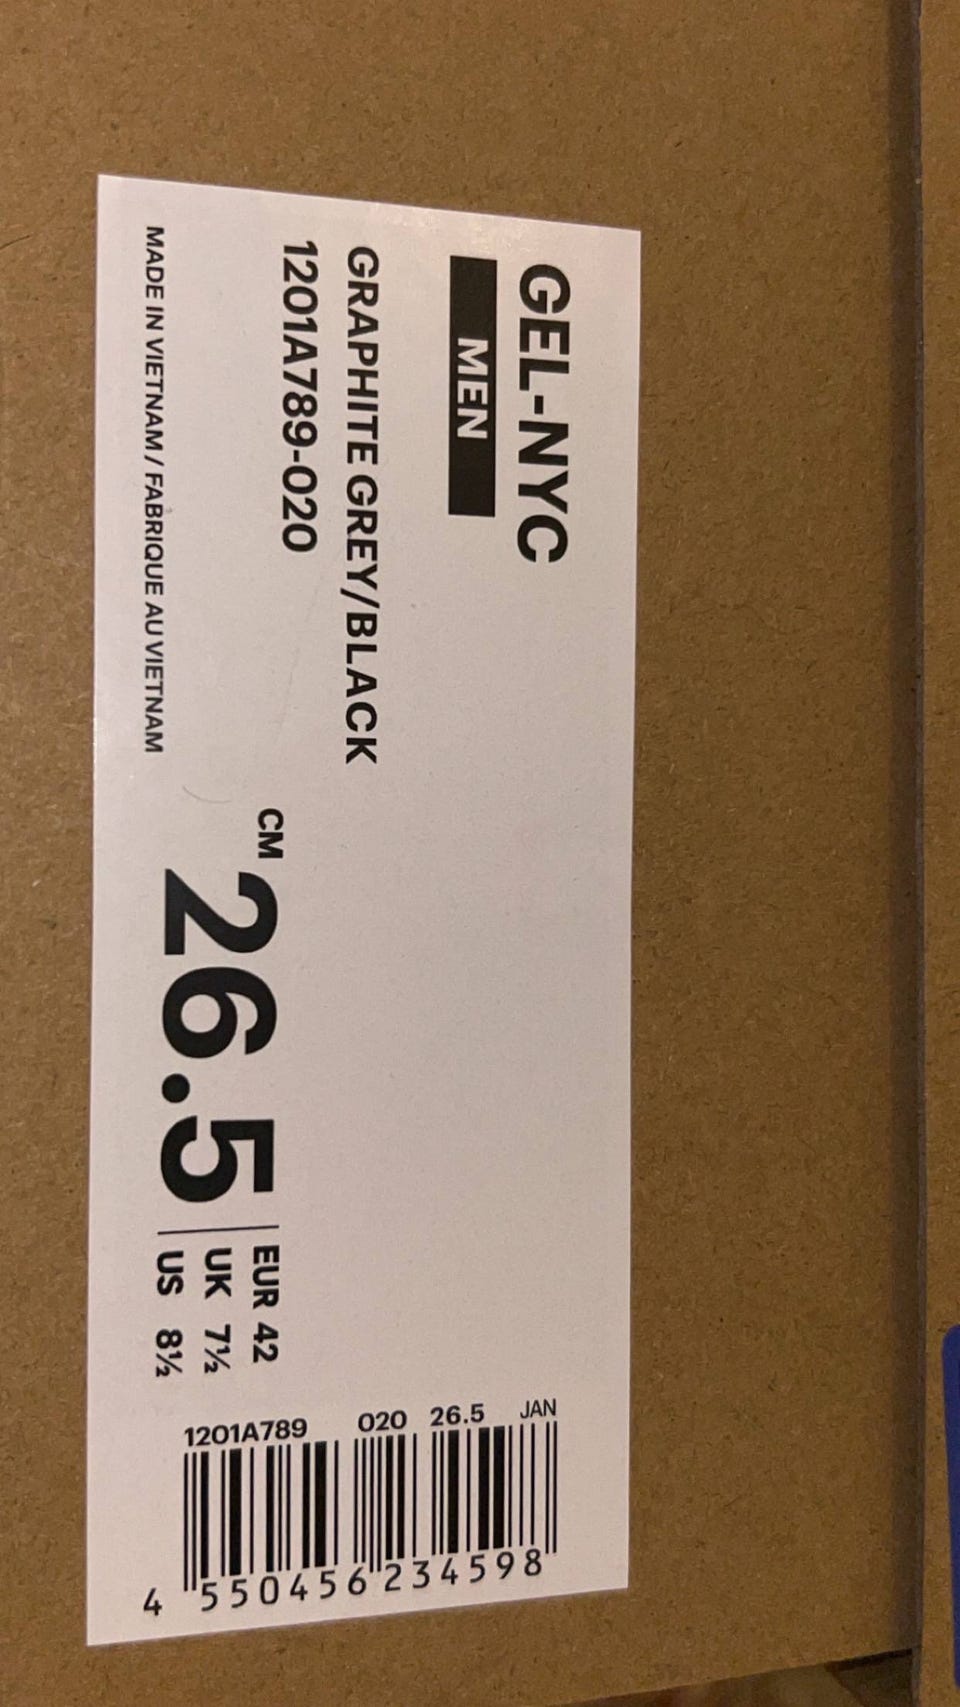 GEL-NYC
MEN
GRAPHITE GREY/BLACK
1201A789-020
MADE IN VIETNAM / FABRIQUE AU VIETNAM
CM 26.5
EUR 42
UK 7½
US 8½
1201A789 020 26.5 JAN
4 550456 234598